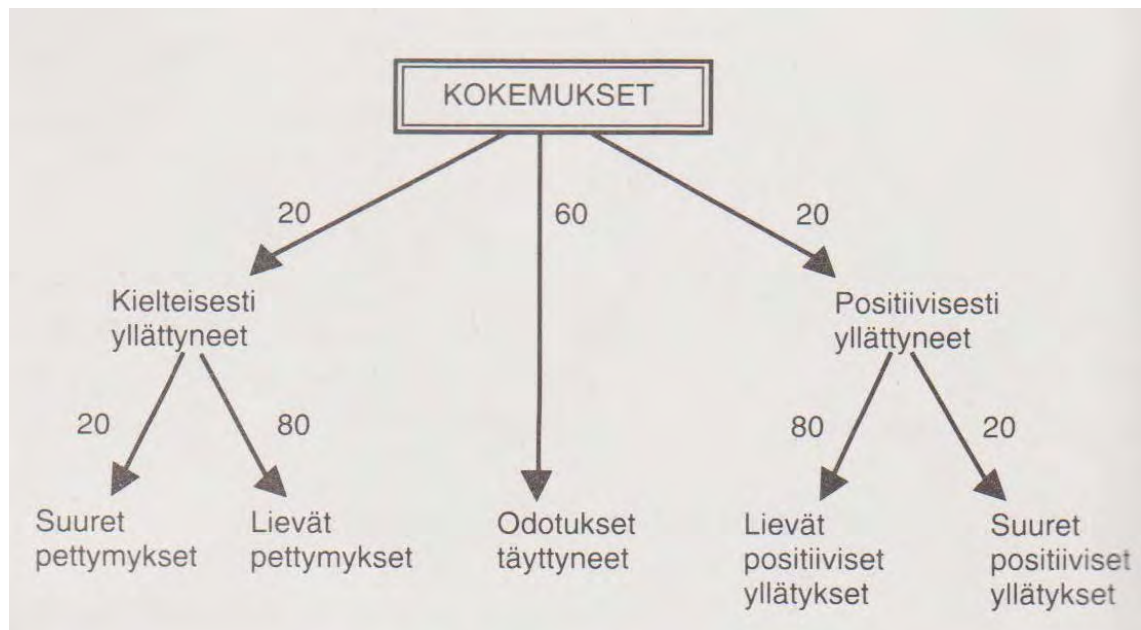 KOKEMUKSET
20
60
20
Kielteisesti
yllättyneet
Positiivisesti
yllättyneet
20
80
80
20
Suuret
pettymykset
Lievät
pettymykset
Odotukset
täyttyneet
Lievät
positiiviset
yllätykset
Suuret
positiiviset
yllätykset